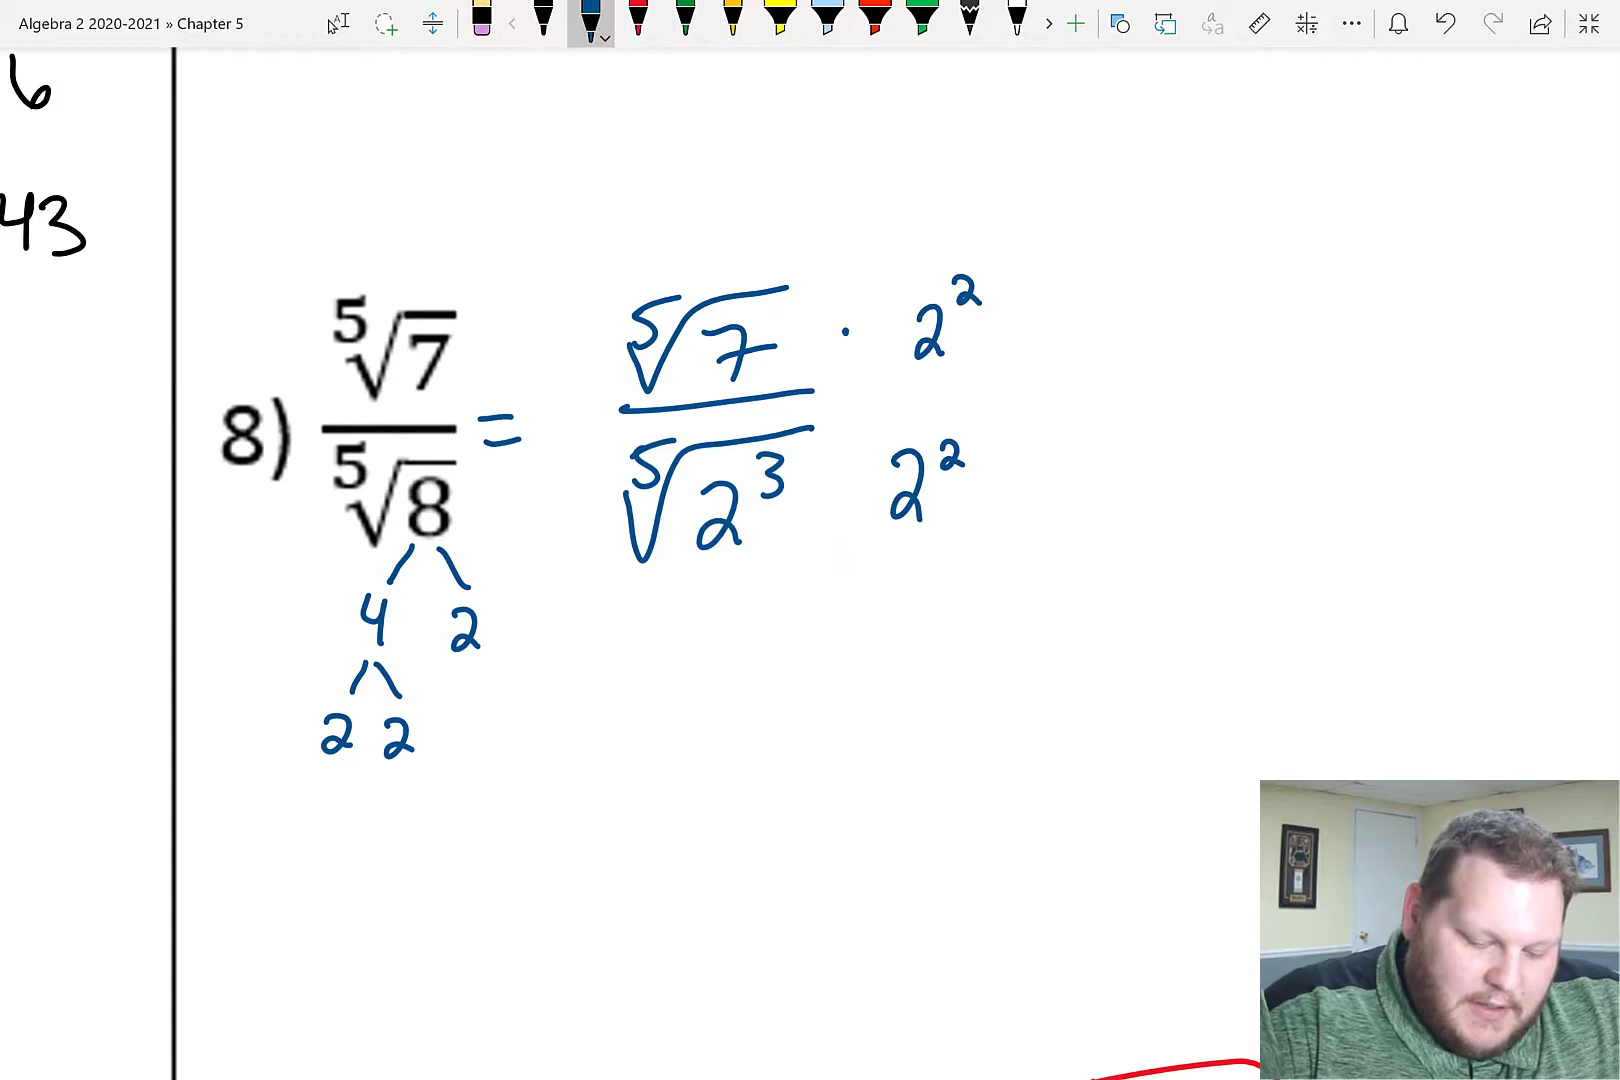 Algebra 2 2020-2021 » Chapter 5
6
43
8) ⁵√7 / ⁵√8 = ⁵√7 / ⁵√2³ · 2² / 2²
4 2
2 2